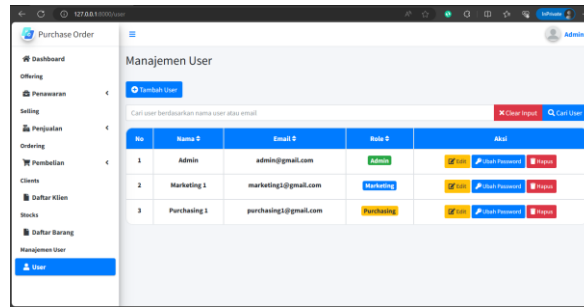 127.0.0.1:8000/user
InPrivate
Purchase Order
Admin
Dashboard
Offering
Penawaran
Selling
Penjualan
Ordering
Pembelian
Clients
Daftar Klien
Stocks
Daftar Barang
Manajemen User
User
Manajemen User
Tambah User
Cari user berdasarkan nama user atau email
Clear Input
Cari User
No Nama Email Role Aksi
1 Admin admin@gmail.com Admin Edit Ubah Password Hapus
2 Marketing 1 marketing1@gmail.com Marketing Edit Ubah Password Hapus
3 Purchasing 1 purchasing1@gmail.com Purchasing Edit Ubah Password Hapus